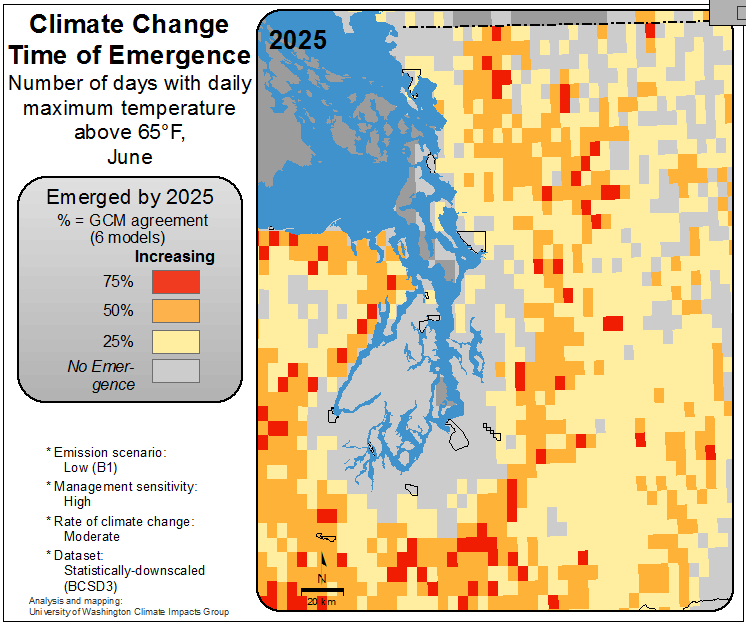 Climate Change
Time of Emergence
Number of days with daily
maximum temperature
above 65°F,
June
Emerged by 2025
% = GCM agreement
(6 models)
Increasing
75%
50%
25%
No Emer-
gence
* Emission scenario:
Low (B1)
* Management sensitivity:
High
* Rate of climate change:
Moderate
* Dataset:
Statistically-downscaled
(BCSD3)
Analysis and mapping:
University of Washington Climate Impacts Group
2025
N
20 km